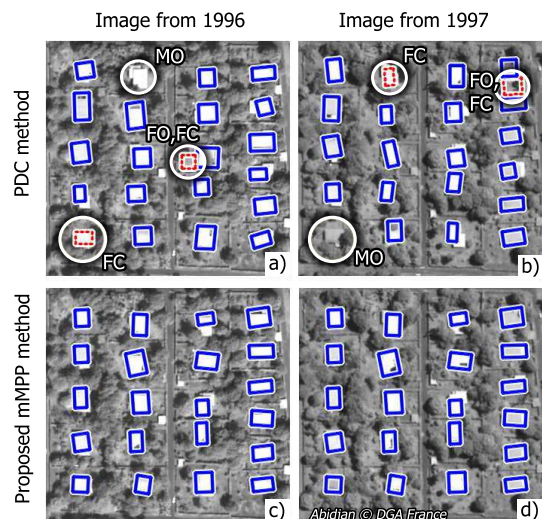 Image from 1996
Image from 1997
PDC method
MO
FO,FC
FC
a)
FC
FO,
FC
MO
b)
Proposed mMPP method
c)
Abidian © DGA France
d)